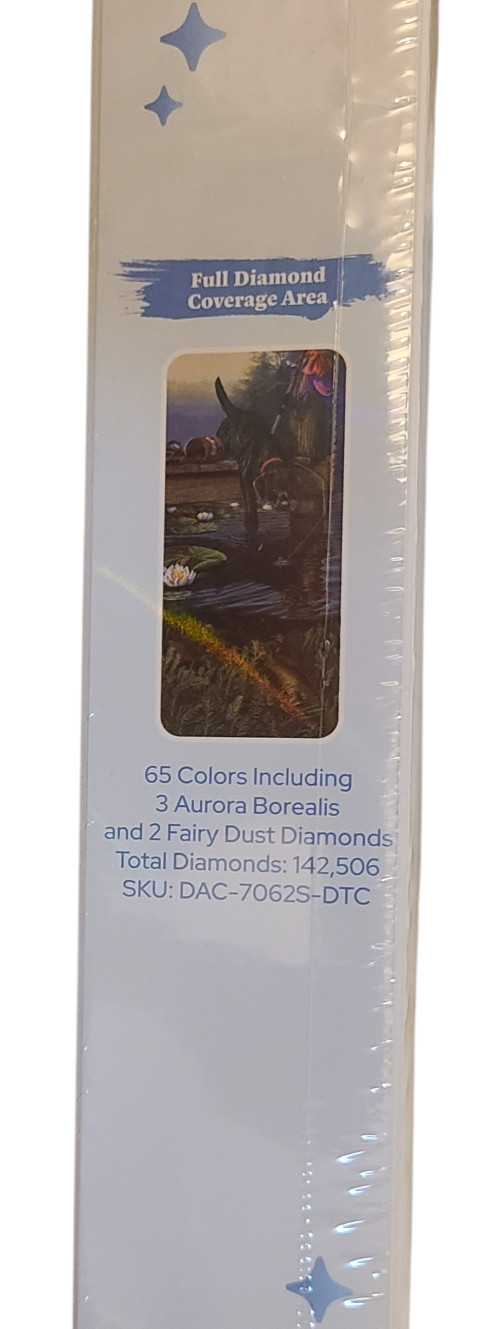 Full Diamond
Coverage Area
65 Colors Including
3 Aurora Borealis
and 2 Fairy Dust Diamonds
Total Diamonds: 142,506
SKU: DAC-7062S-DTC